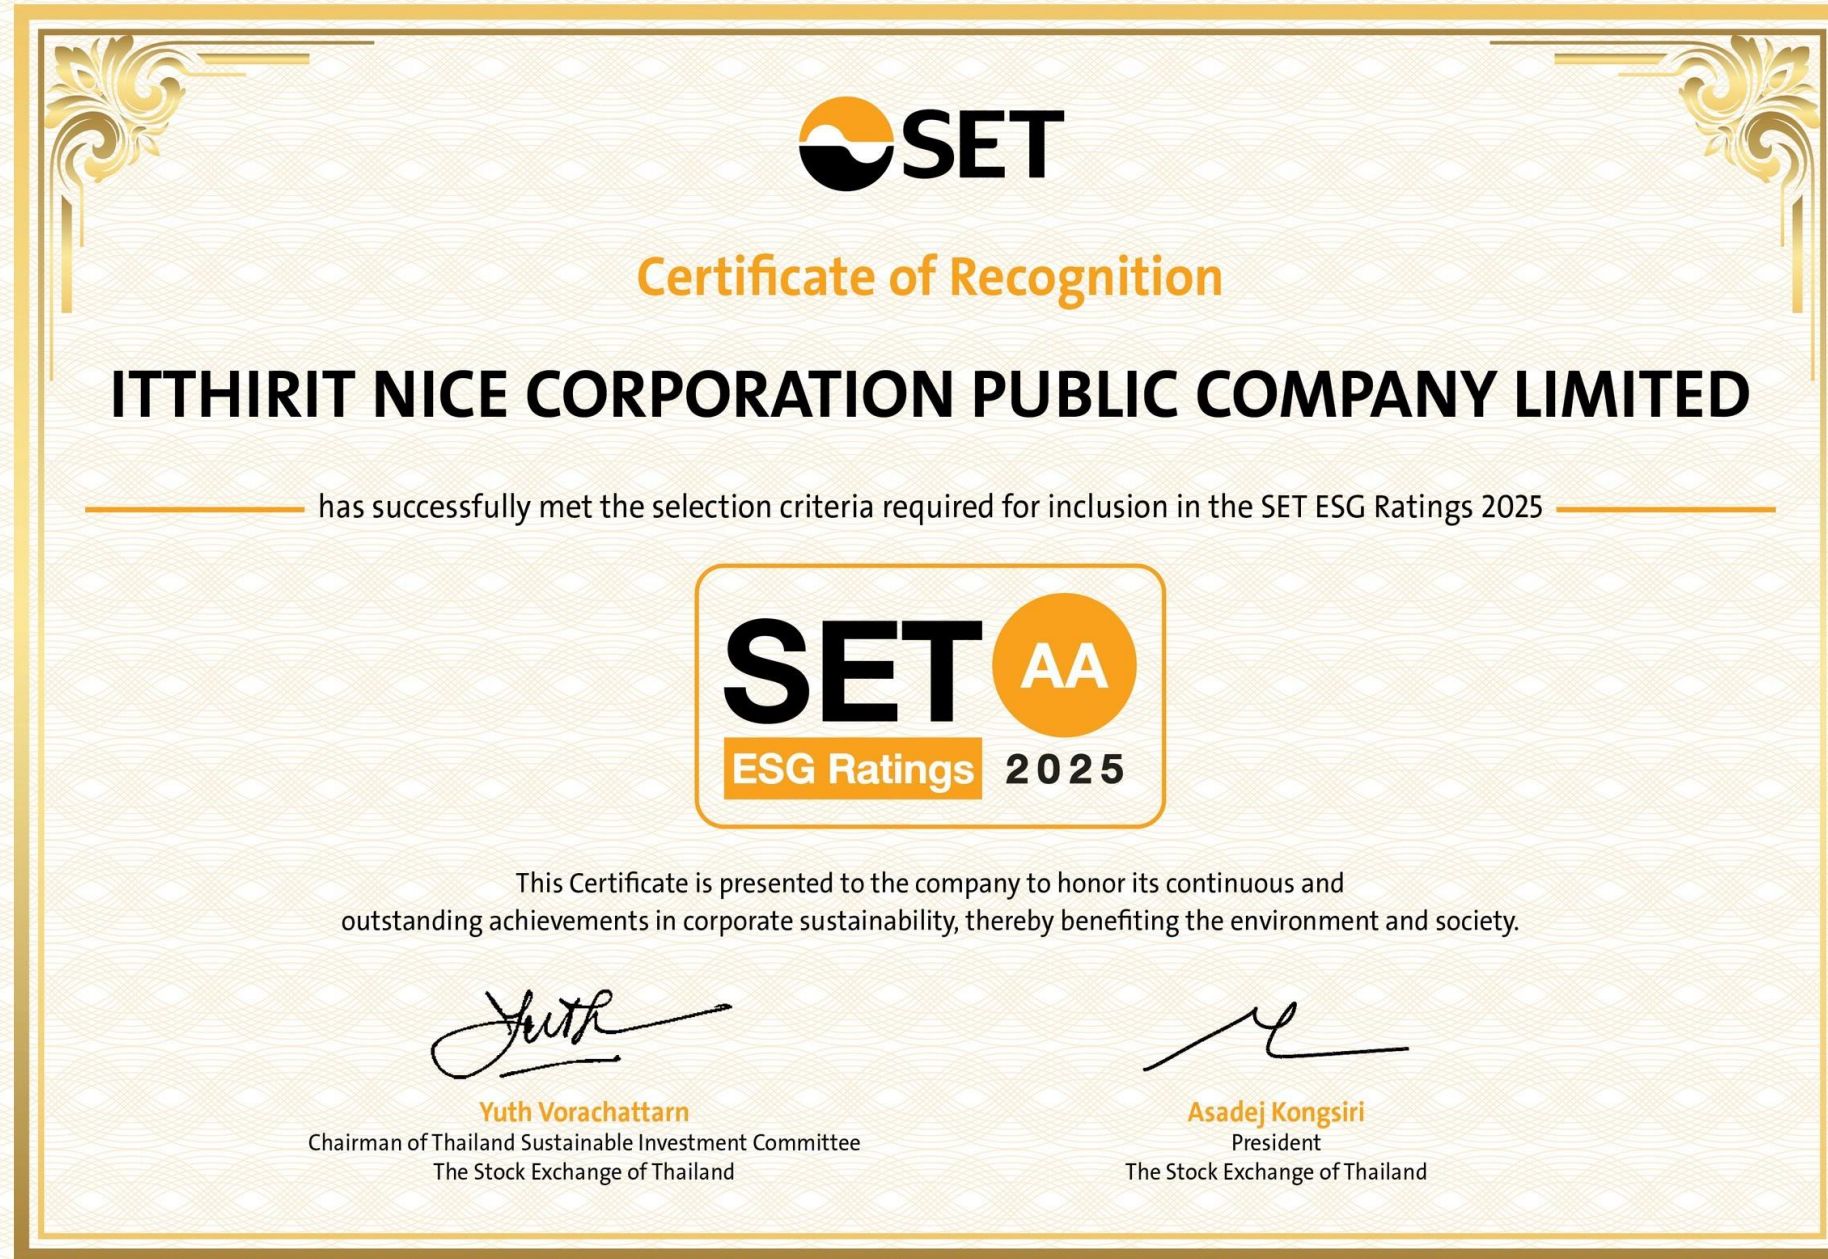 SET
Certificate of Recognition
ITTHIRIT NICE CORPORATION PUBLIC COMPANY LIMITED
has successfully met the selection criteria required for inclusion in the SET ESG Ratings 2025
SET AA
ESG Ratings 2025
This Certificate is presented to the company to honor its continuous and
outstanding achievements in corporate sustainability, thereby benefiting the environment and society.
Yuth
Yuth Vorachattarn
Chairman of Thailand Sustainable Investment Committee
The Stock Exchange of Thailand
Asadej Kongsiri
President
The Stock Exchange of Thailand